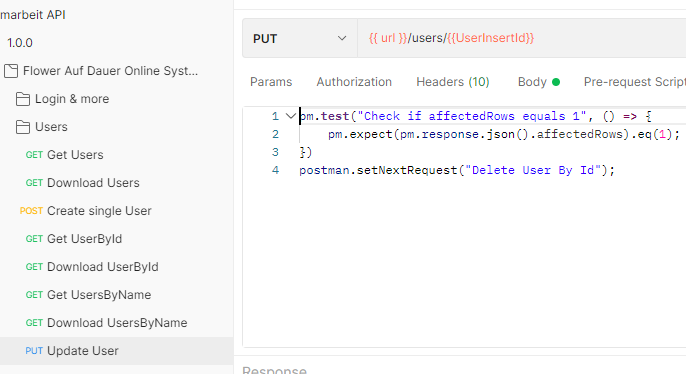 marbeit API
1.0.0
Flower Auf Dauer Online Syst...
Login & more
Users
GET Get Users
GET Download Users
POST Create single User
GET Get UserById
GET Download UserById
GET Get UsersByName
GET Download UsersByName
PUT Update User
PUT {{ url }}/users/{{UserInsertId}}
Params Authorization Headers (10) Body Pre-request Script
1 pm.test("Check if affectedRows equals 1", () => {
2 pm.expect(pm.response.json().affectedRows).eq(1);
3 })
4 postman.setNextRequest("Delete User By Id");
Response